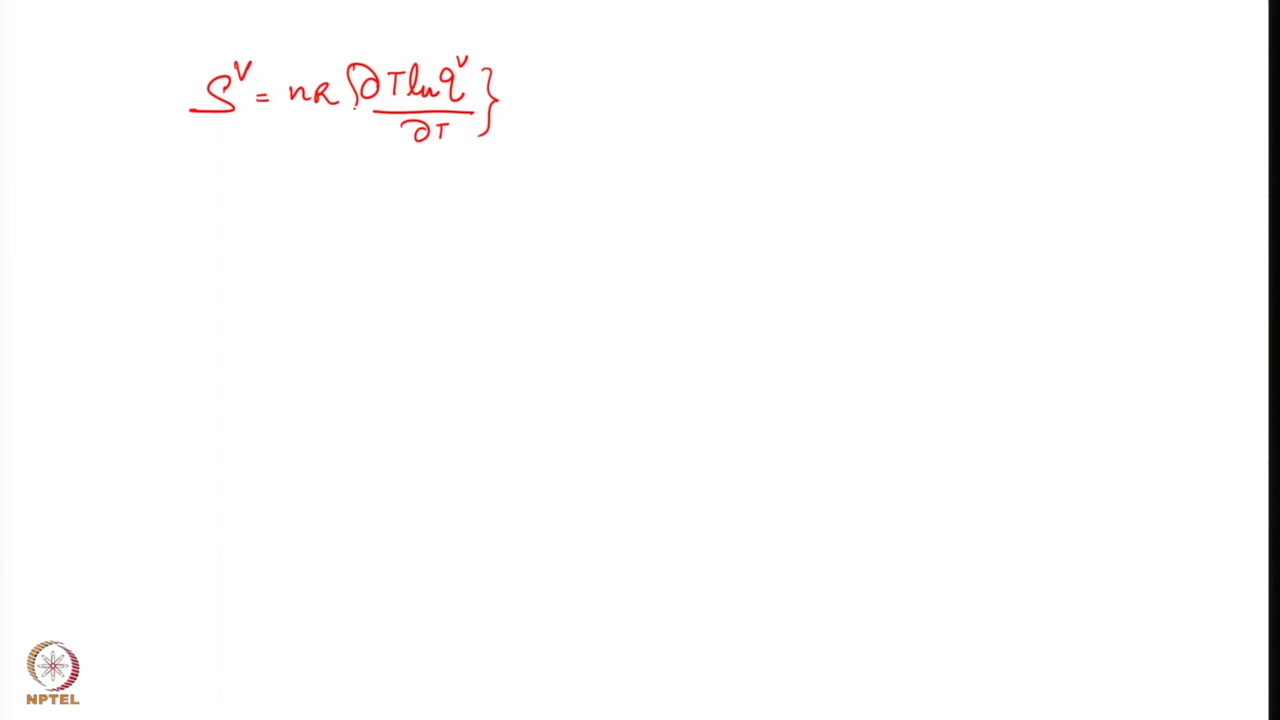 S^V = nR {∂T ln q^V / ∂T}
NPTEL